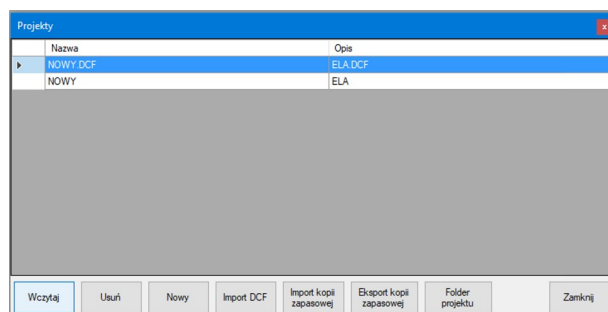 Projekty
x
Nazwa Opis
NOWY.DCF ELA.DCF
NOWY ELA
Wczytaj Usuń Nowy Import DCF Import kopii zapasowej Eksport kopii zapasowej Folder projektu Zamknij